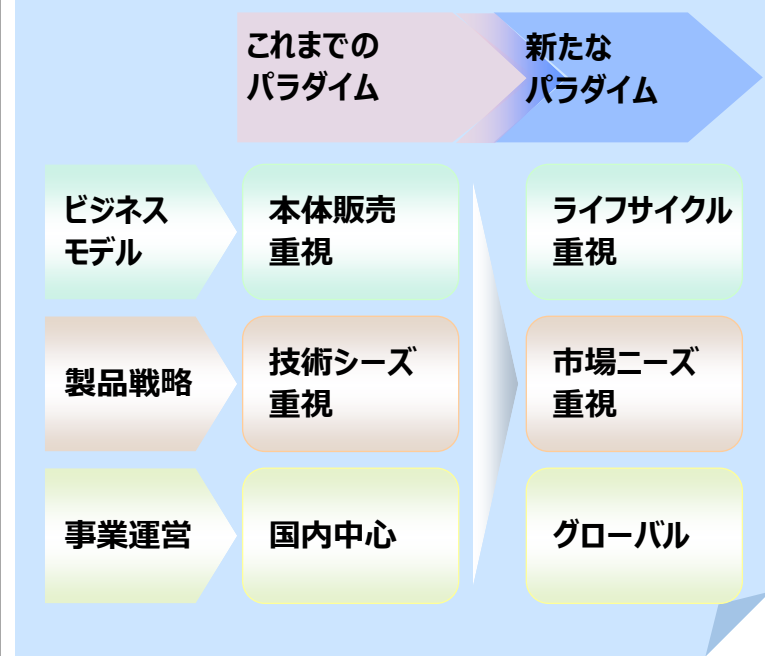 これまでの
パラダイム
新たな
パラダイム
ビジネス
モデル
本体販売
重視
ライフサイクル
重視
製品戦略
技術シーズ
重視
市場ニーズ
重視
事業運営
国内中心
グローバル